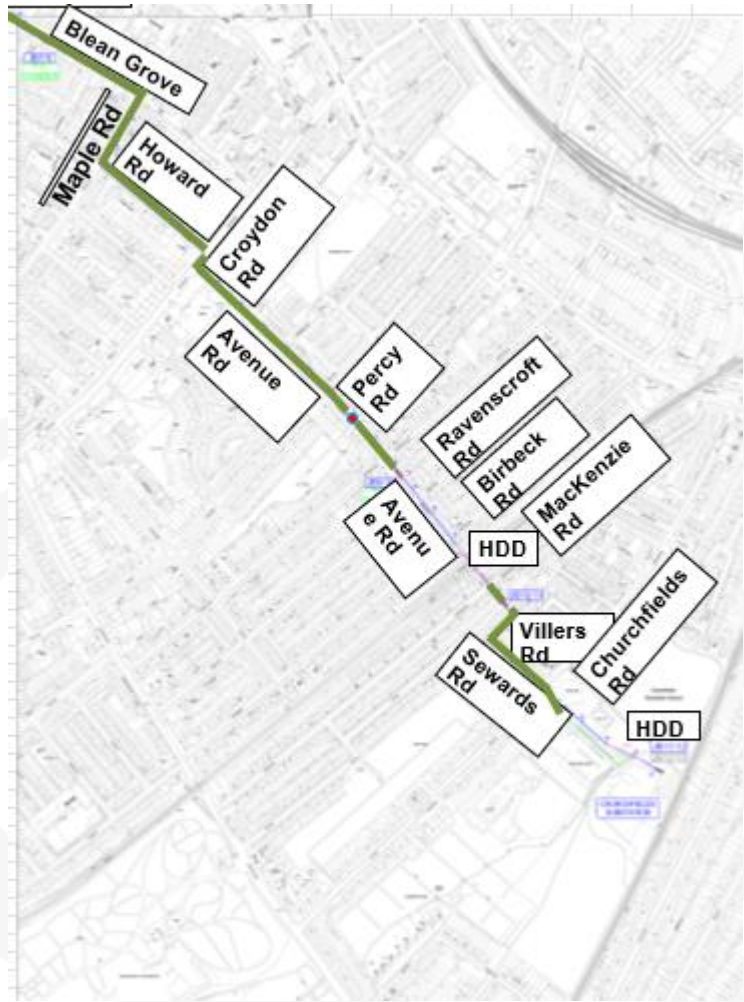 Blean Grove
Maple Rd
Howard
Rd
Croydon
Rd
Avenue
Rd
Percy
Rd
Ravenscroft
Rd
Birbeck
Rd
MacKenzie
Rd
Avenu
e Rd
HDD
Villers
Rd
Churchfields
Rd
Sewards
Rd
HDD